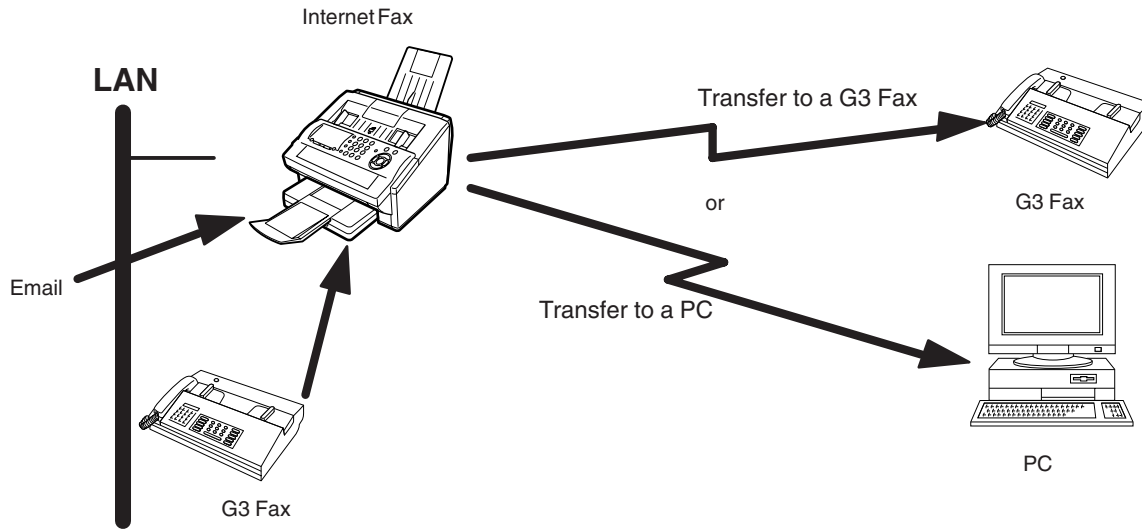 Internet Fax
LAN
Transfer to a G3 Fax
or
G3 Fax
Email
Transfer to a PC
PC
G3 Fax